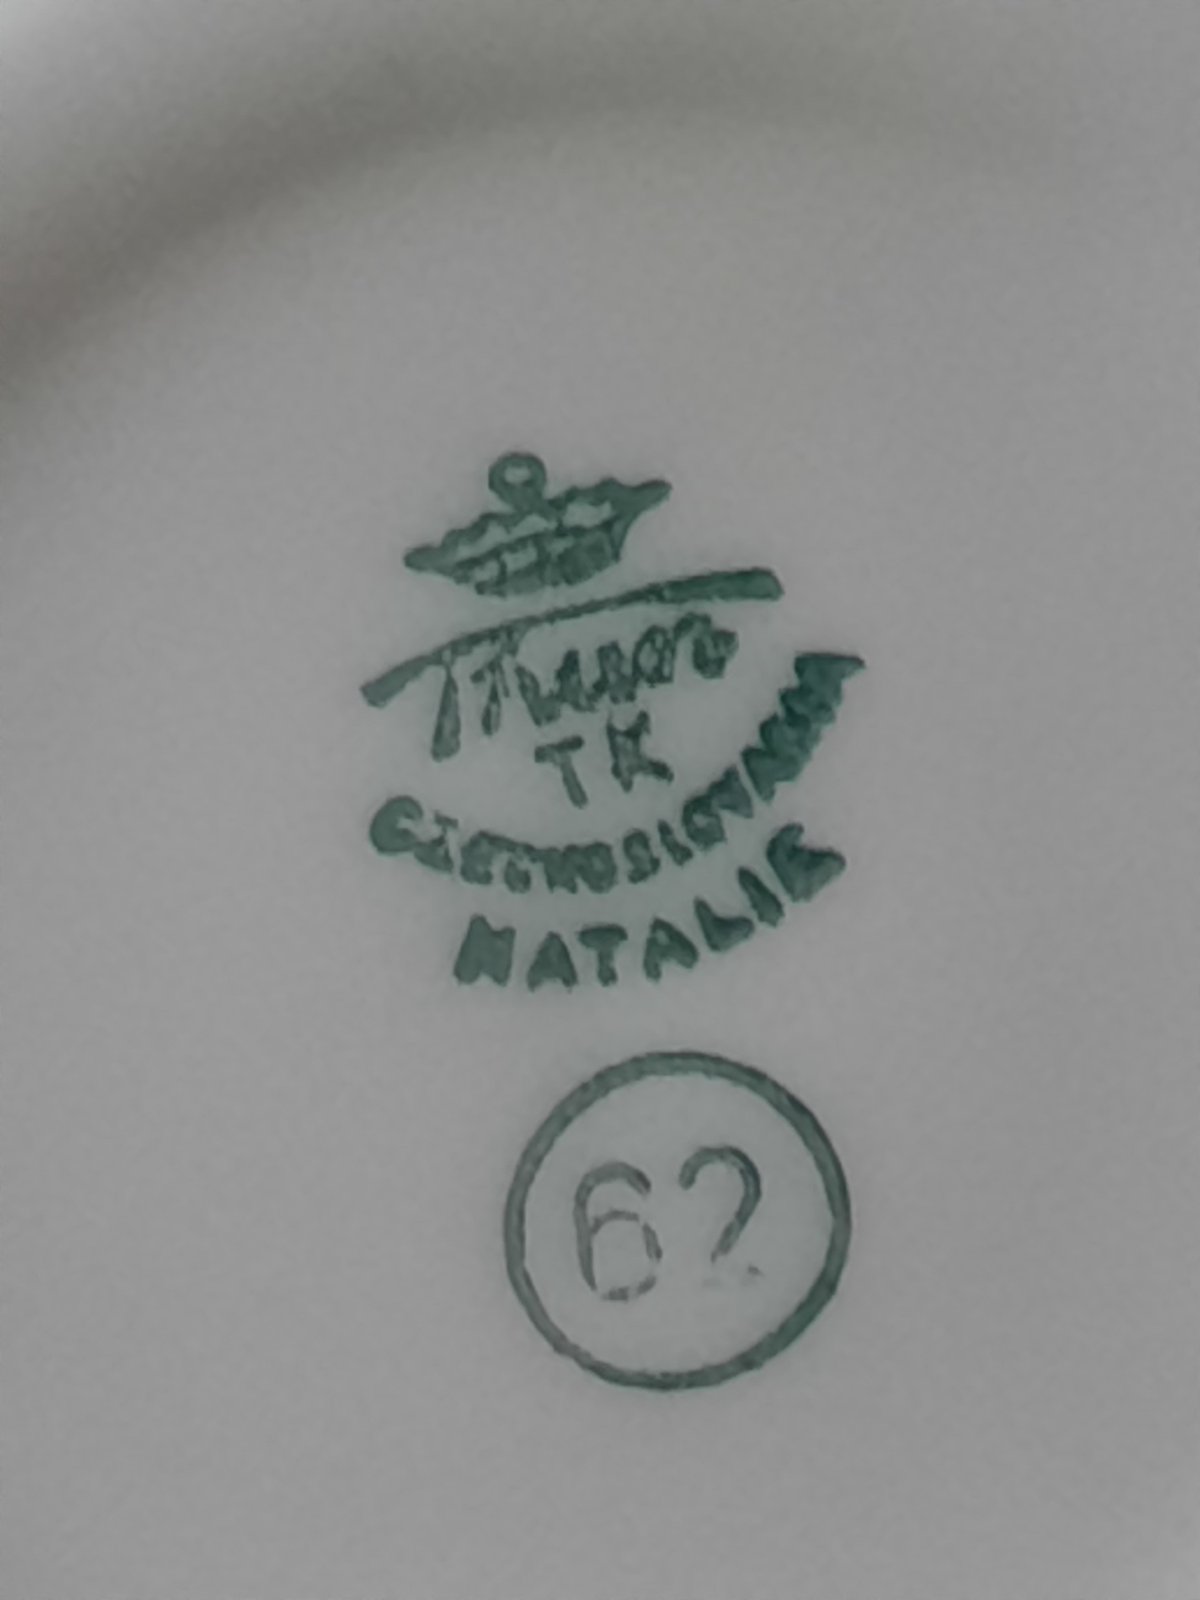 Thun
TK
CZECHOSLOVAKIA
NATALIE
62